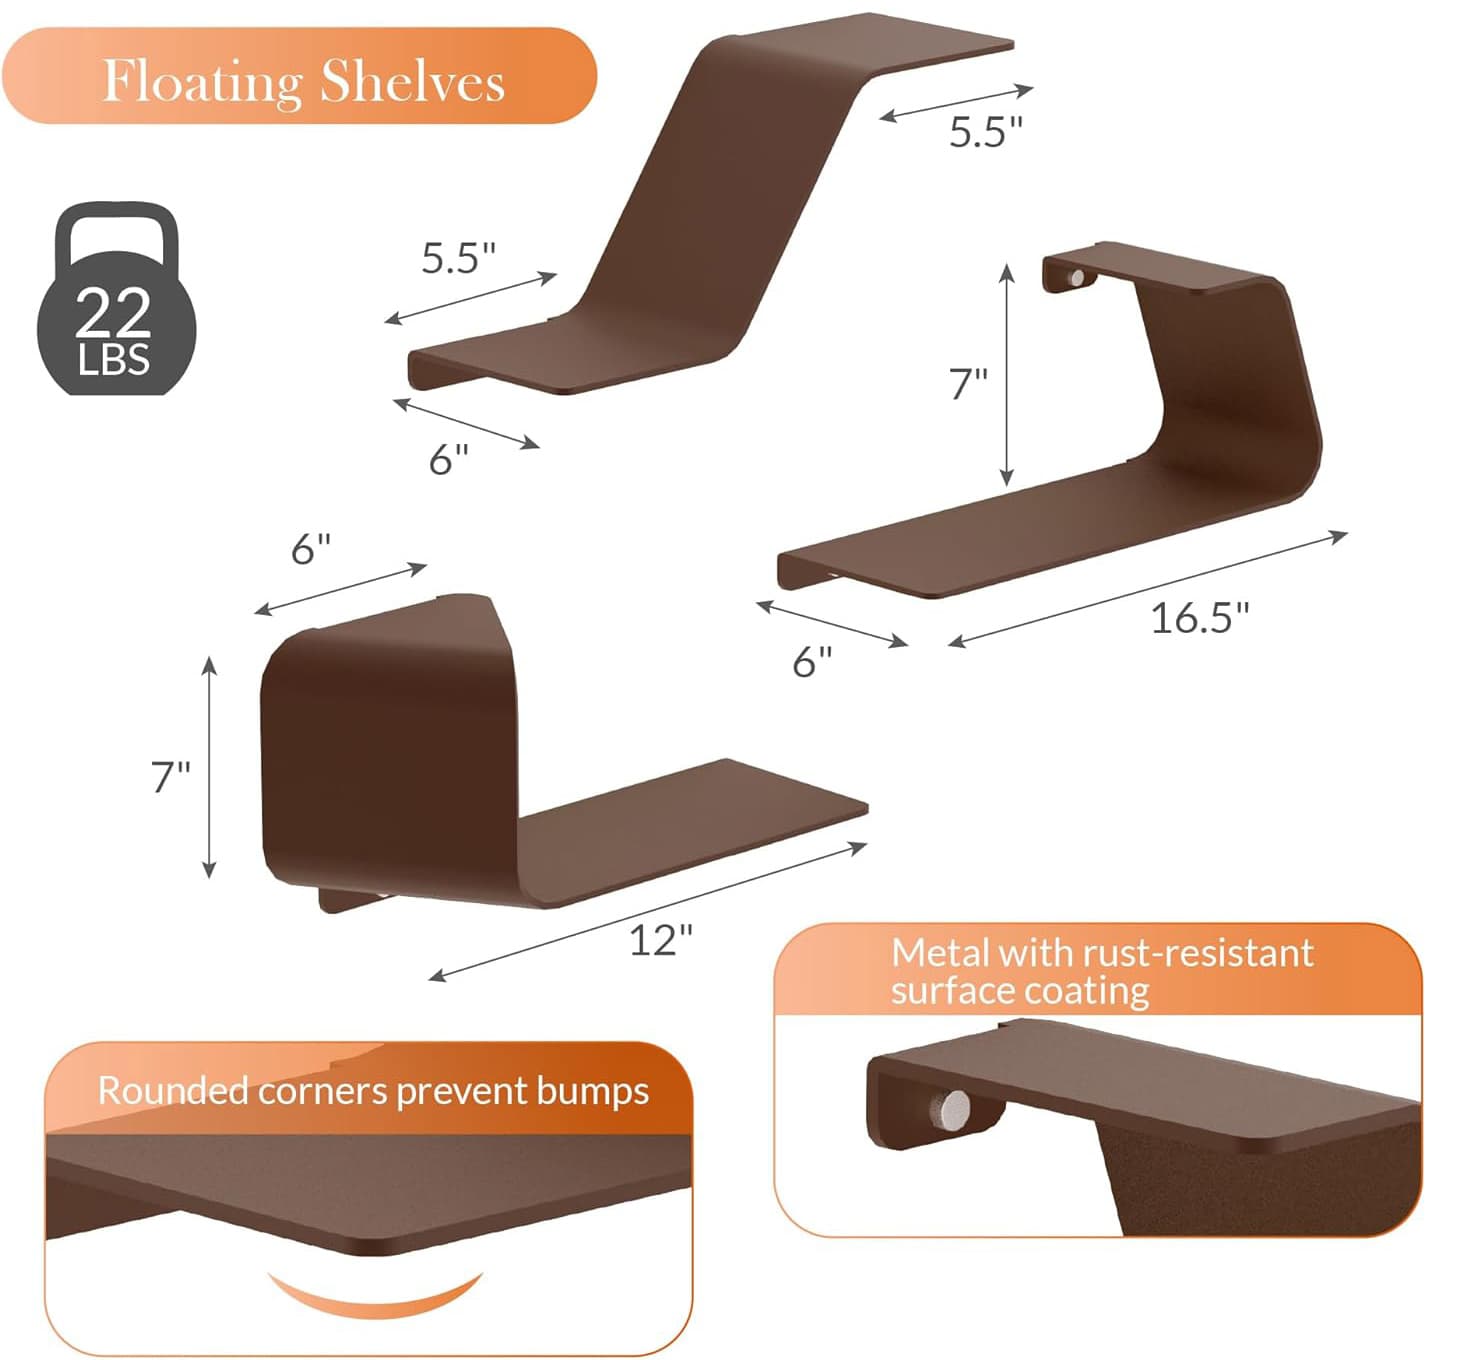 Floating Shelves
5.5"
22
LBS
5.5"
6"
7"
16.5"
6"
6"
7"
12"
Metal with rust-resistant
surface coating
Rounded corners prevent bumps